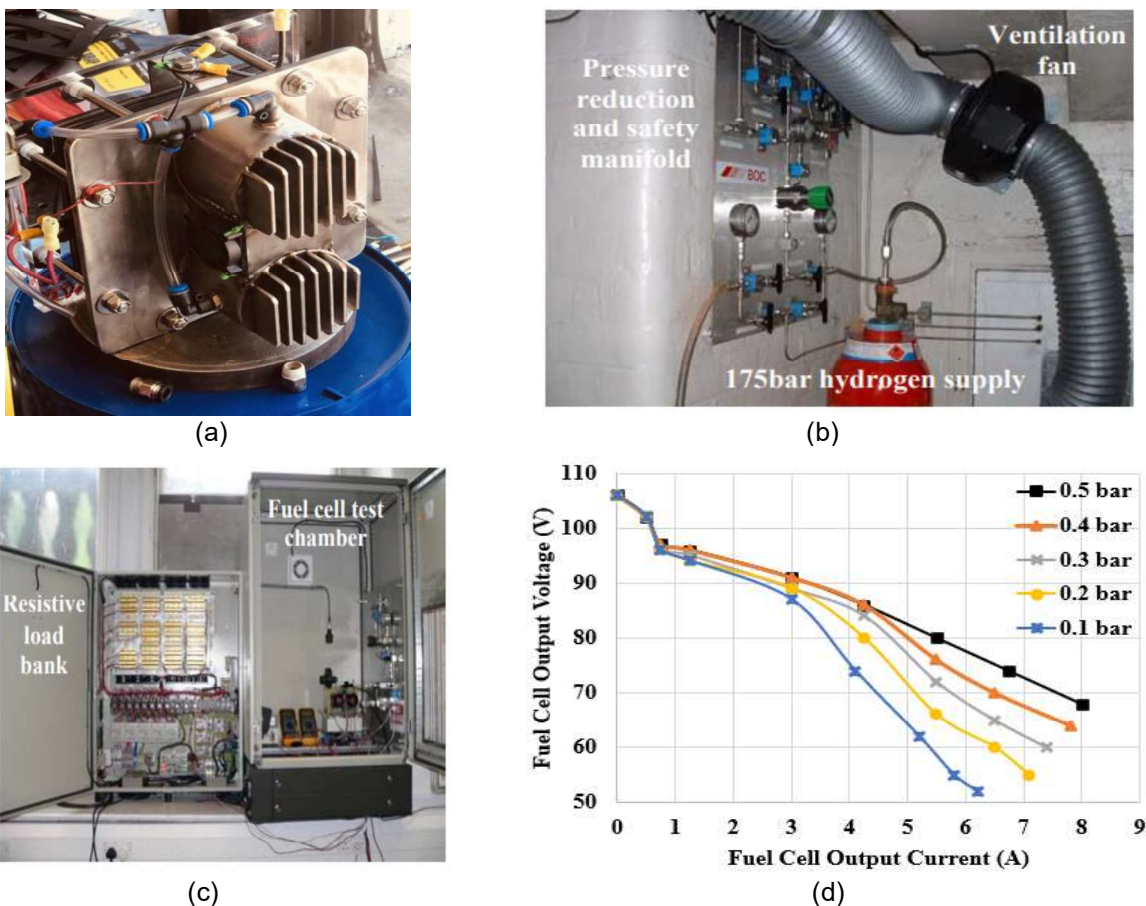 (a)
Pressure
reduction
and safety
manifold
Ventilation
fan
BOC
175bar hydrogen supply
(b)
Resistive
load
bank
Fuel cell test
chamber
(c)
Fuel Cell Output Voltage (V)
110
100
90
80
70
60
50
0 1 2 3 4 5 6 7 8 9
Fuel Cell Output Current (A)
0.5 bar
0.4 bar
0.3 bar
0.2 bar
0.1 bar
(d)